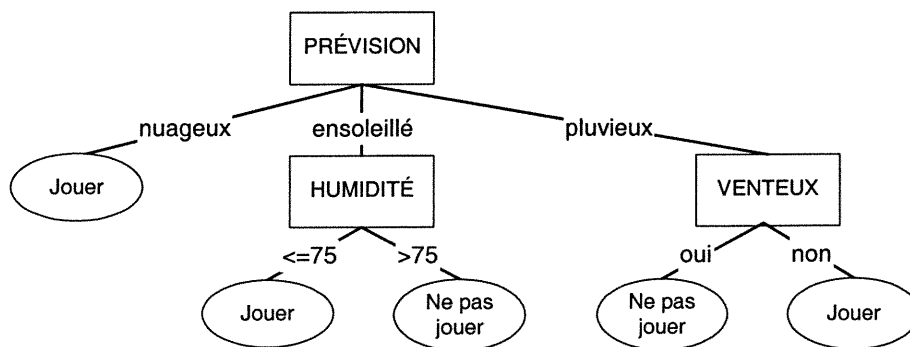 PRÉVISION
nuageux ensoleillé pluvieux
Jouer HUMIDITÉ VENTEUX
<=75 >75 oui non
Jouer Ne pas jouer Ne pas jouer Jouer